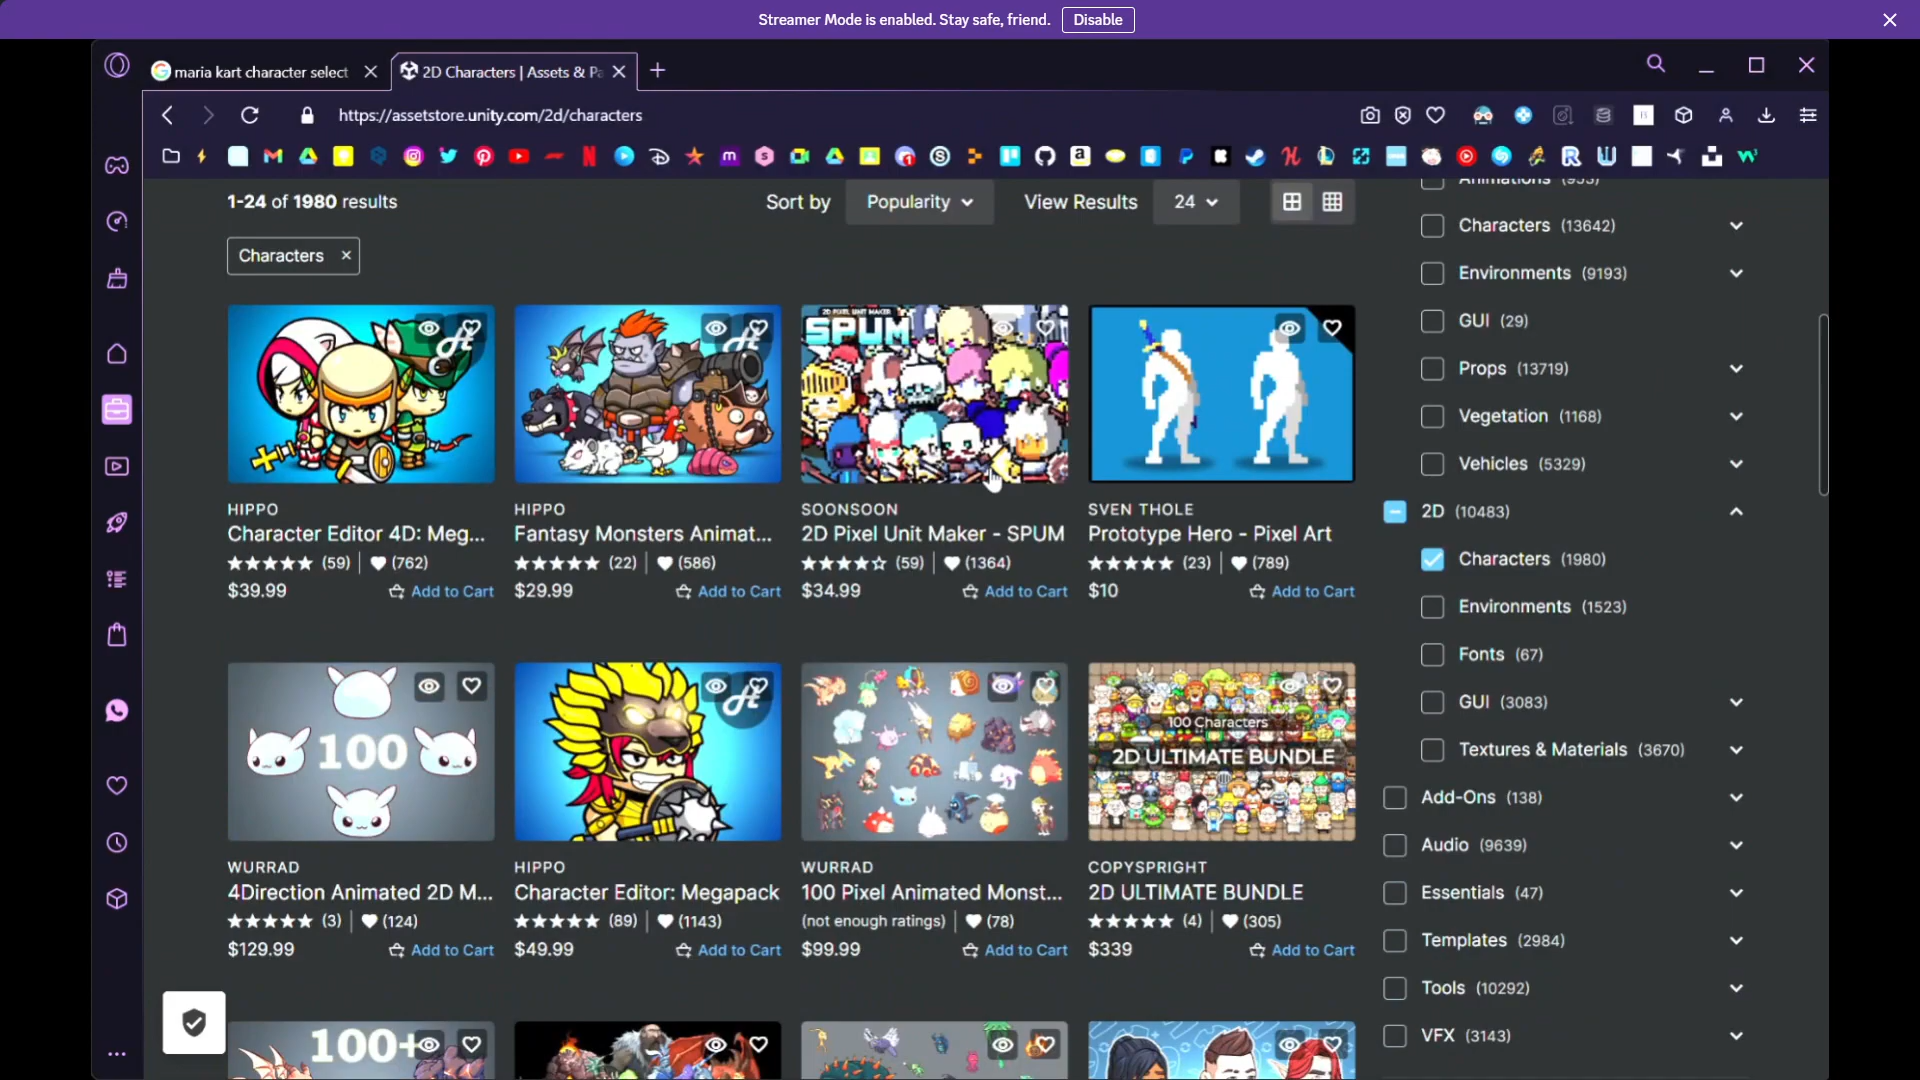 Streamer Mode is enabled. Stay safe, friend. Disable
maria kart character select
2D Characters | Assets & Pa
https://assetstore.unity.com/2d/characters
1-24 of 1980 results
Sort by Popularity View Results 24
Characters
HIPPO
Character Editor 4D: Meg...
(59) (762)
$39.99 Add to Cart
HIPPO
Fantasy Monsters Animat...
(22) (586)
$29.99 Add to Cart
2D PIXEL UNIT MAKER
SPUM
SOONSOON
2D Pixel Unit Maker - SPUM
(59) (1364)
$34.99 Add to Cart
SVEN THOLE
Prototype Hero - Pixel Art
(23) (789)
$10 Add to Cart
100
WURRAD
4Direction Animated 2D M...
(3) (124)
$129.99 Add to Cart
HIPPO
Character Editor: Megapack
(89) (1143)
$49.99 Add to Cart
WURRAD
100 Pixel Animated Monst...
(not enough ratings) (78)
$99.99 Add to Cart
100 Characters
2D ULTIMATE BUNDLE
COPYSPRIGHT
2D ULTIMATE BUNDLE
(4) (305)
$339 Add to Cart
100+
Animations (953)
Characters (13642)
Environments (9193)
GUI (29)
Props (13719)
Vegetation (1168)
Vehicles (5329)
2D (10483)
Characters (1980)
Environments (1523)
Fonts (67)
GUI (3083)
Textures & Materials (3670)
Add-Ons (138)
Audio (9639)
Essentials (47)
Templates (2984)
Tools (10292)
VFX (3143)